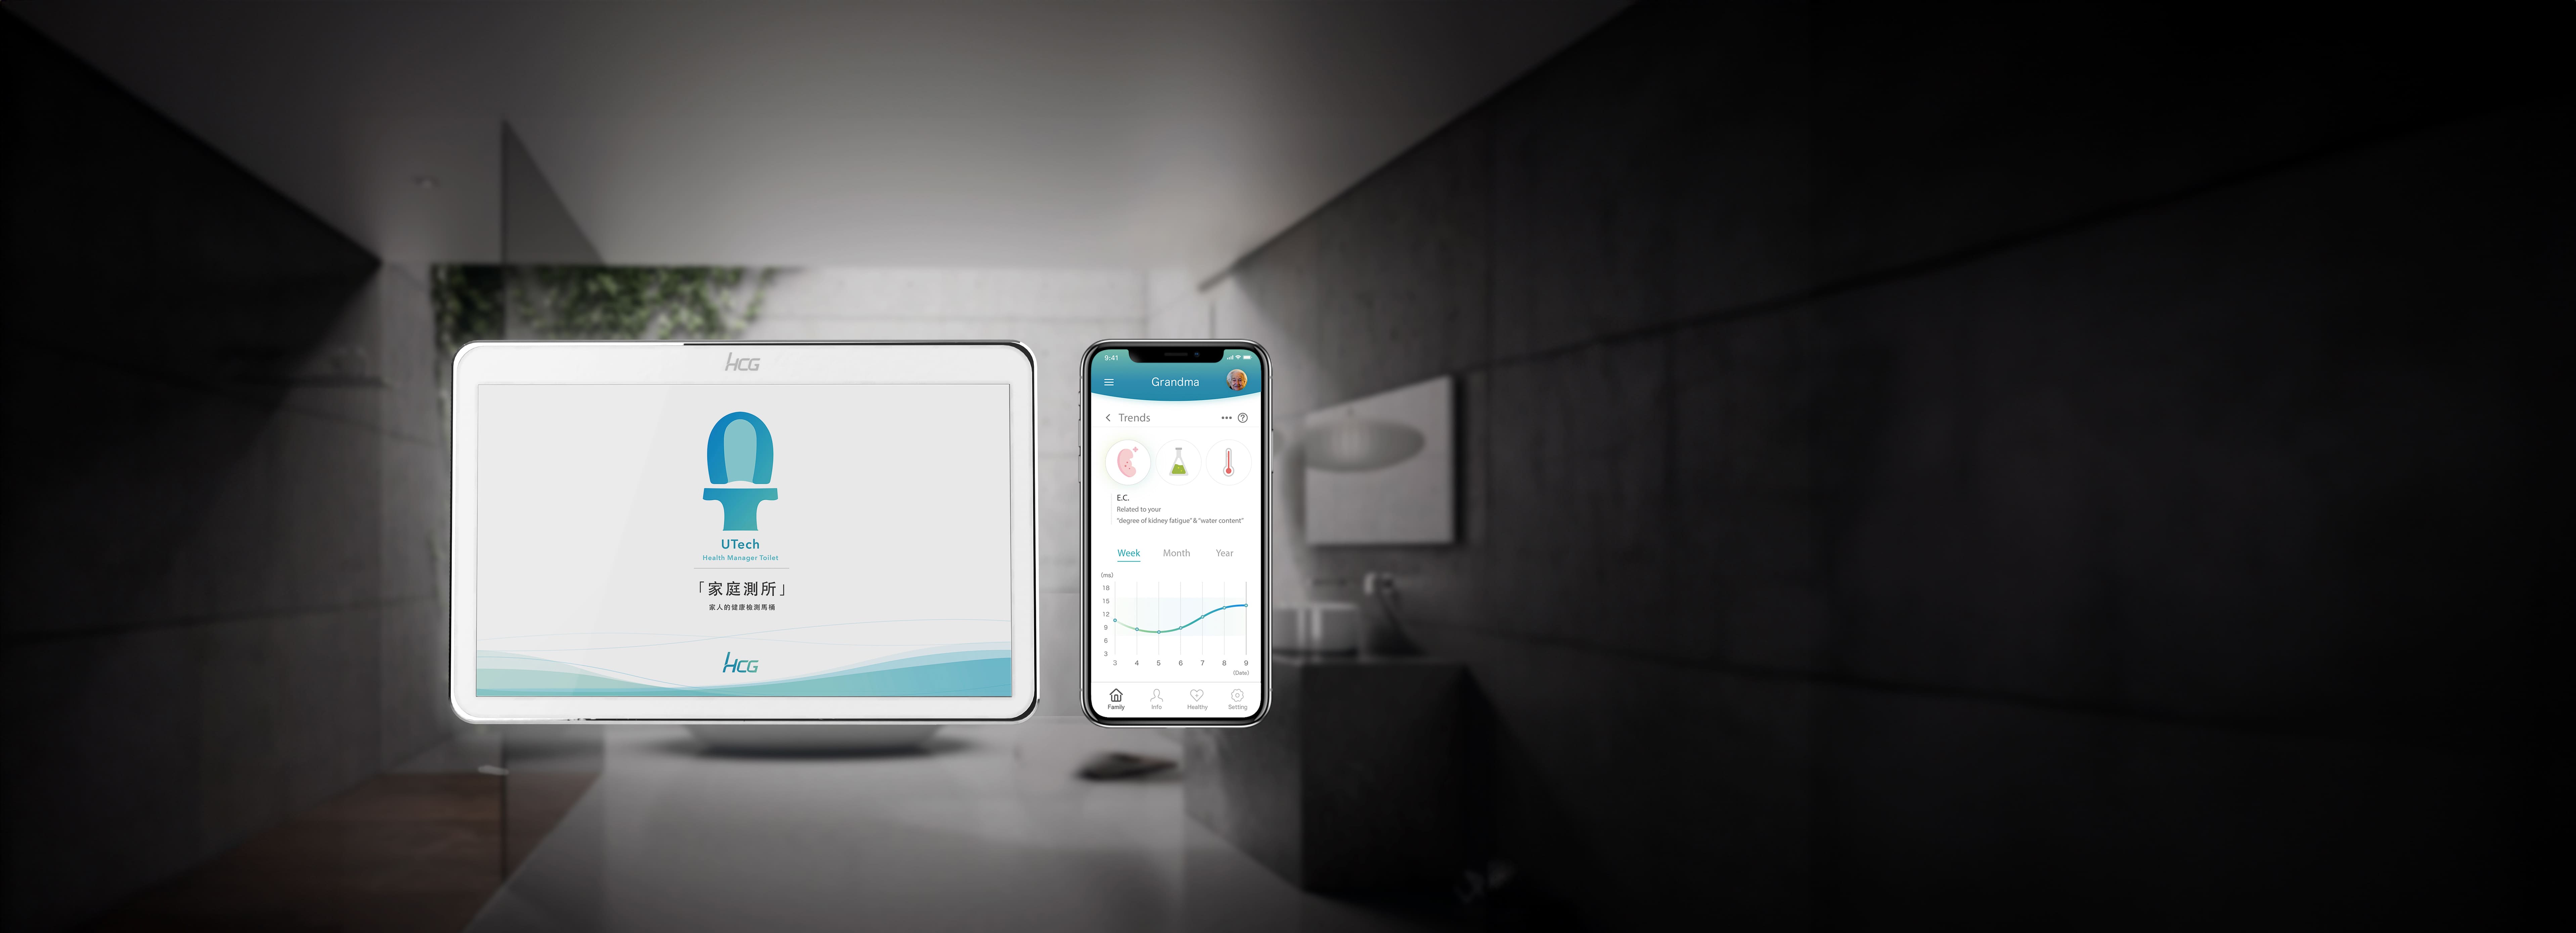 HCG
UTech
Health Manager Toilet
「家庭測所」
家人的健康檢測馬桶
HCG
9:41
Grandma
Trends
E.C.
Related to your
"degree of kidney fatigue" & "water content"
Week Month Year
(ms)
18
15
12
9
6
3
3 4 5 6 7 8 9
(Date)
Family Info Healthy Setting